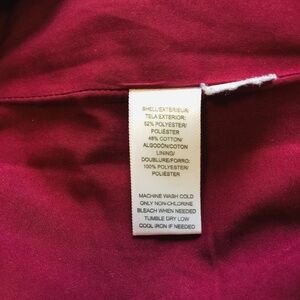 SHELL/EXTERIEUR/
TELA EXTERIOR:
52% POLYESTER/
POLIÉSTER
48% COTTON/
ALGODÓN/COTON
LINING/
DOUBLURE/FORRO:
100% POLYESTER/
POLIÉSTER
MACHINE WASH COLD
ONLY NON-CHLORINE
BLEACH WHEN NEEDED
TUMBLE DRY LOW
COOL IRON IF NEEDED